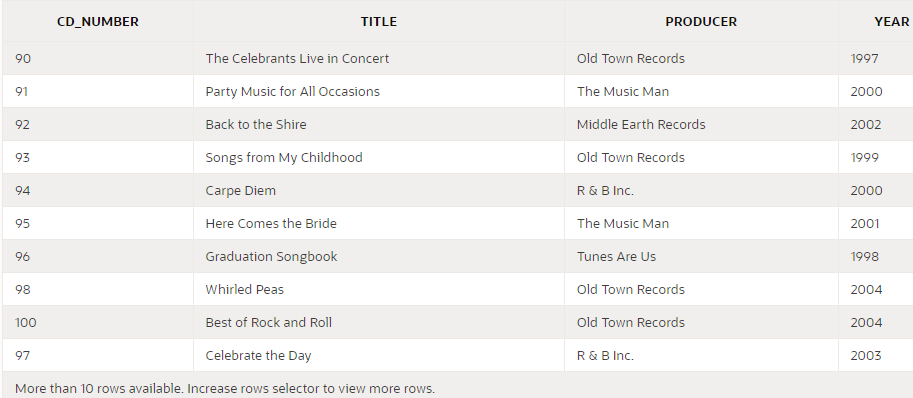 CD_NUMBER TITLE PRODUCER YEAR
90 The Celebrants Live in Concert Old Town Records 1997
91 Party Music for All Occasions The Music Man 2000
92 Back to the Shire Middle Earth Records 2002
93 Songs from My Childhood Old Town Records 1999
94 Carpe Diem R & B Inc. 2000
95 Here Comes the Bride The Music Man 2001
96 Graduation Songbook Tunes Are Us 1998
98 Whirled Peas Old Town Records 2004
100 Best of Rock and Roll Old Town Records 2004
97 Celebrate the Day R & B Inc. 2003
More than 10 rows available. Increase rows selector to view more rows.